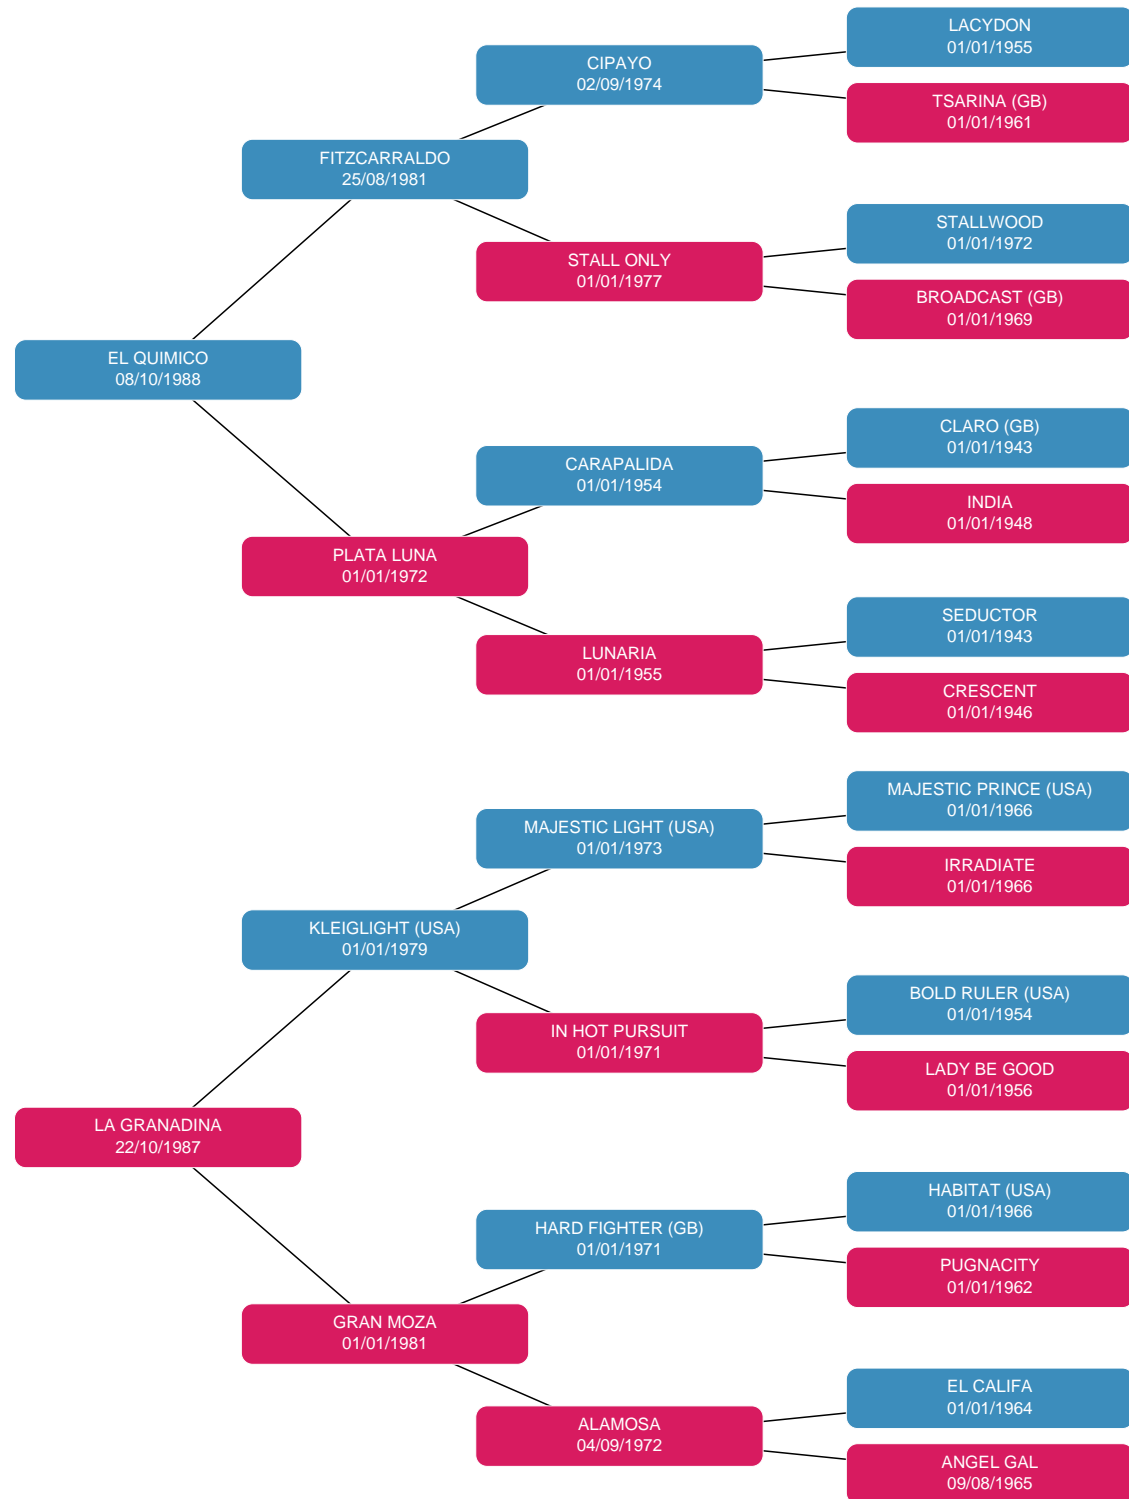 LACYDON
01/01/1955
CIPAYO
02/09/1974
TSARINA (GB)
01/01/1961
FITZCARRALDO
25/08/1981
STALLWOOD
01/01/1972
STALL ONLY
01/01/1977
BROADCAST (GB)
01/01/1969
EL QUIMICO
08/10/1988
CLARO (GB)
01/01/1943
CARAPALIDA
01/01/1954
INDIA
01/01/1948
PLATA LUNA
01/01/1972
SEDUCTOR
01/01/1943
LUNARIA
01/01/1955
CRESCENT
01/01/1946
MAJESTIC PRINCE (USA)
01/01/1966
MAJESTIC LIGHT (USA)
01/01/1973
IRRADIATE
01/01/1966
KLEIGLIGHT (USA)
01/01/1979
BOLD RULER (USA)
01/01/1954
IN HOT PURSUIT
01/01/1971
LADY BE GOOD
01/01/1956
LA GRANADINA
22/10/1987
HABITAT (USA)
01/01/1966
HARD FIGHTER (GB)
01/01/1971
PUGNACITY
01/01/1962
GRAN MOZA
01/01/1981
EL CALIFA
01/01/1964
ALAMOSA
04/09/1972
ANGEL GAL
09/08/1965